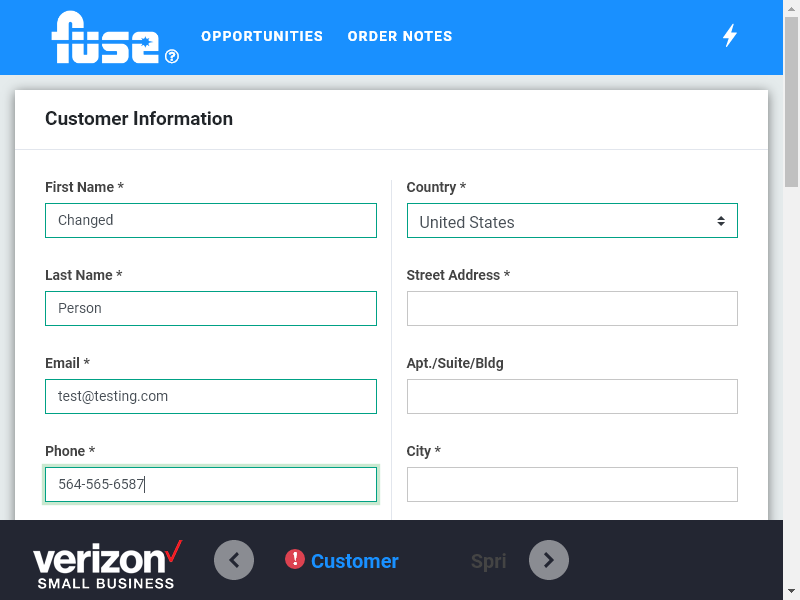 fuse
OPPORTUNITIES
ORDER NOTES
Customer Information
First Name *
Changed
Last Name *
Person
Email *
test@testing.com
Phone *
564-565-6587
Country *
United States
Street Address *
Apt./Suite/Bldg
City *
verizon
SMALL BUSINESS
Customer
Spri